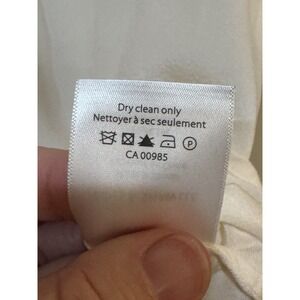 Dry clean only
Nettoyer à sec seulement
P
CA 00985